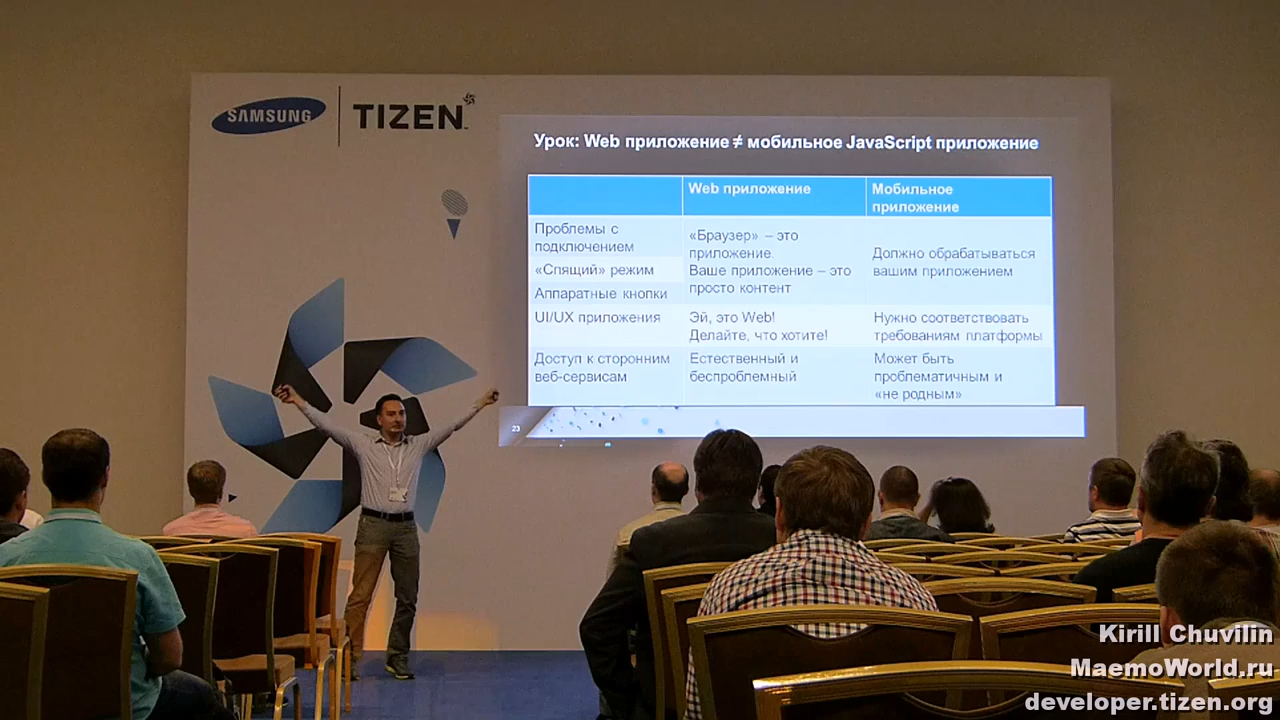 SAMSUNG
TIZEN™
Урок: Web приложение ≠ мобильное JavaScript приложение
Web приложение
Мобильное
приложение
Проблемы с
подключением
«Спящий» режим
Аппаратные кнопки
«Браузер» – это
приложение.
Ваше приложение – это
просто контент
Должно обрабатываться
вашим приложением
UI/UX приложения
Эй, это Web!
Делайте, что хотите!
Нужно соответствовать
требованиям платформы
Доступ к сторонним
веб-сервисам
Естественный и
беспроблемный
Может быть
проблематичным и
«не родным»
23
Kirill Chuvilin
MaemoWorld.ru
developer.tizen.org